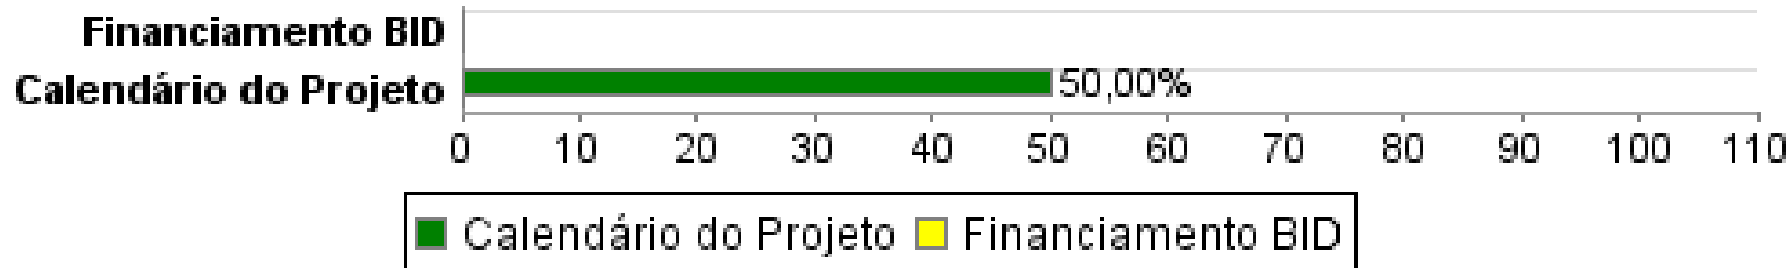 Financiamento BID
Calendário do Projeto 50,00%
0 10 20 30 40 50 60 70 80 90 100 110
Calendário do Projeto Financiamento BID